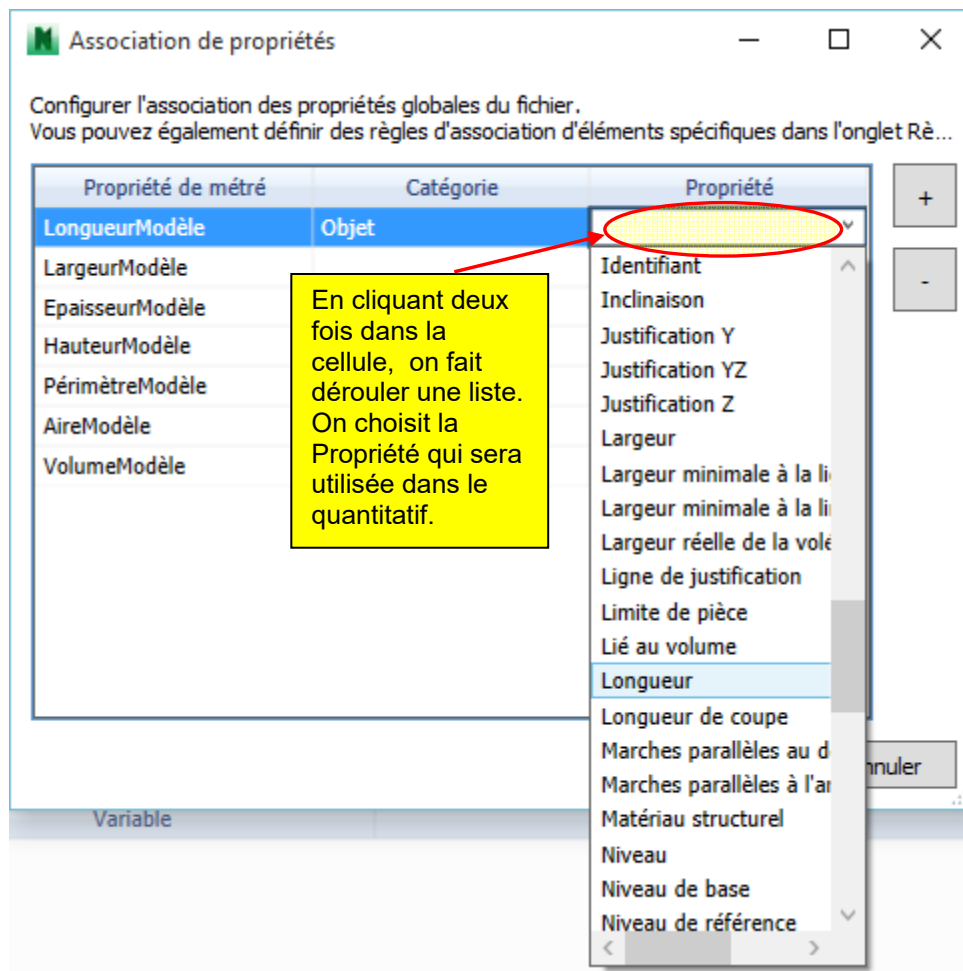 Association de propriétés
Configurer l'association des propriétés globales du fichier.
Vous pouvez également définir des règles d'association d'éléments spécifiques dans l'onglet Rè...
Propriété de métré Catégorie Propriété
+
LongueurModèle Objet
LargeurModèle
-
EpaisseurModèle
HauteurModèle
PérimètreModèle
AireModèle
VolumeModèle
En cliquant deux
fois dans la
cellule, on fait
dérouler une liste.
On choisit la
Propriété qui sera
utilisée dans le
quantitatif.
Identifiant
Inclinaison
Justification Y
Justification YZ
Justification Z
Largeur
Largeur minimale à la li
Largeur minimale à la li
Largeur réelle de la volé
Ligne de justification
Limite de pièce
Lié au volume
Longueur
Longueur de coupe
Marches parallèles au d
Marches parallèles à l'ar
Matériau structurel
Niveau
Niveau de base
Niveau de référence
nnuler
Variable